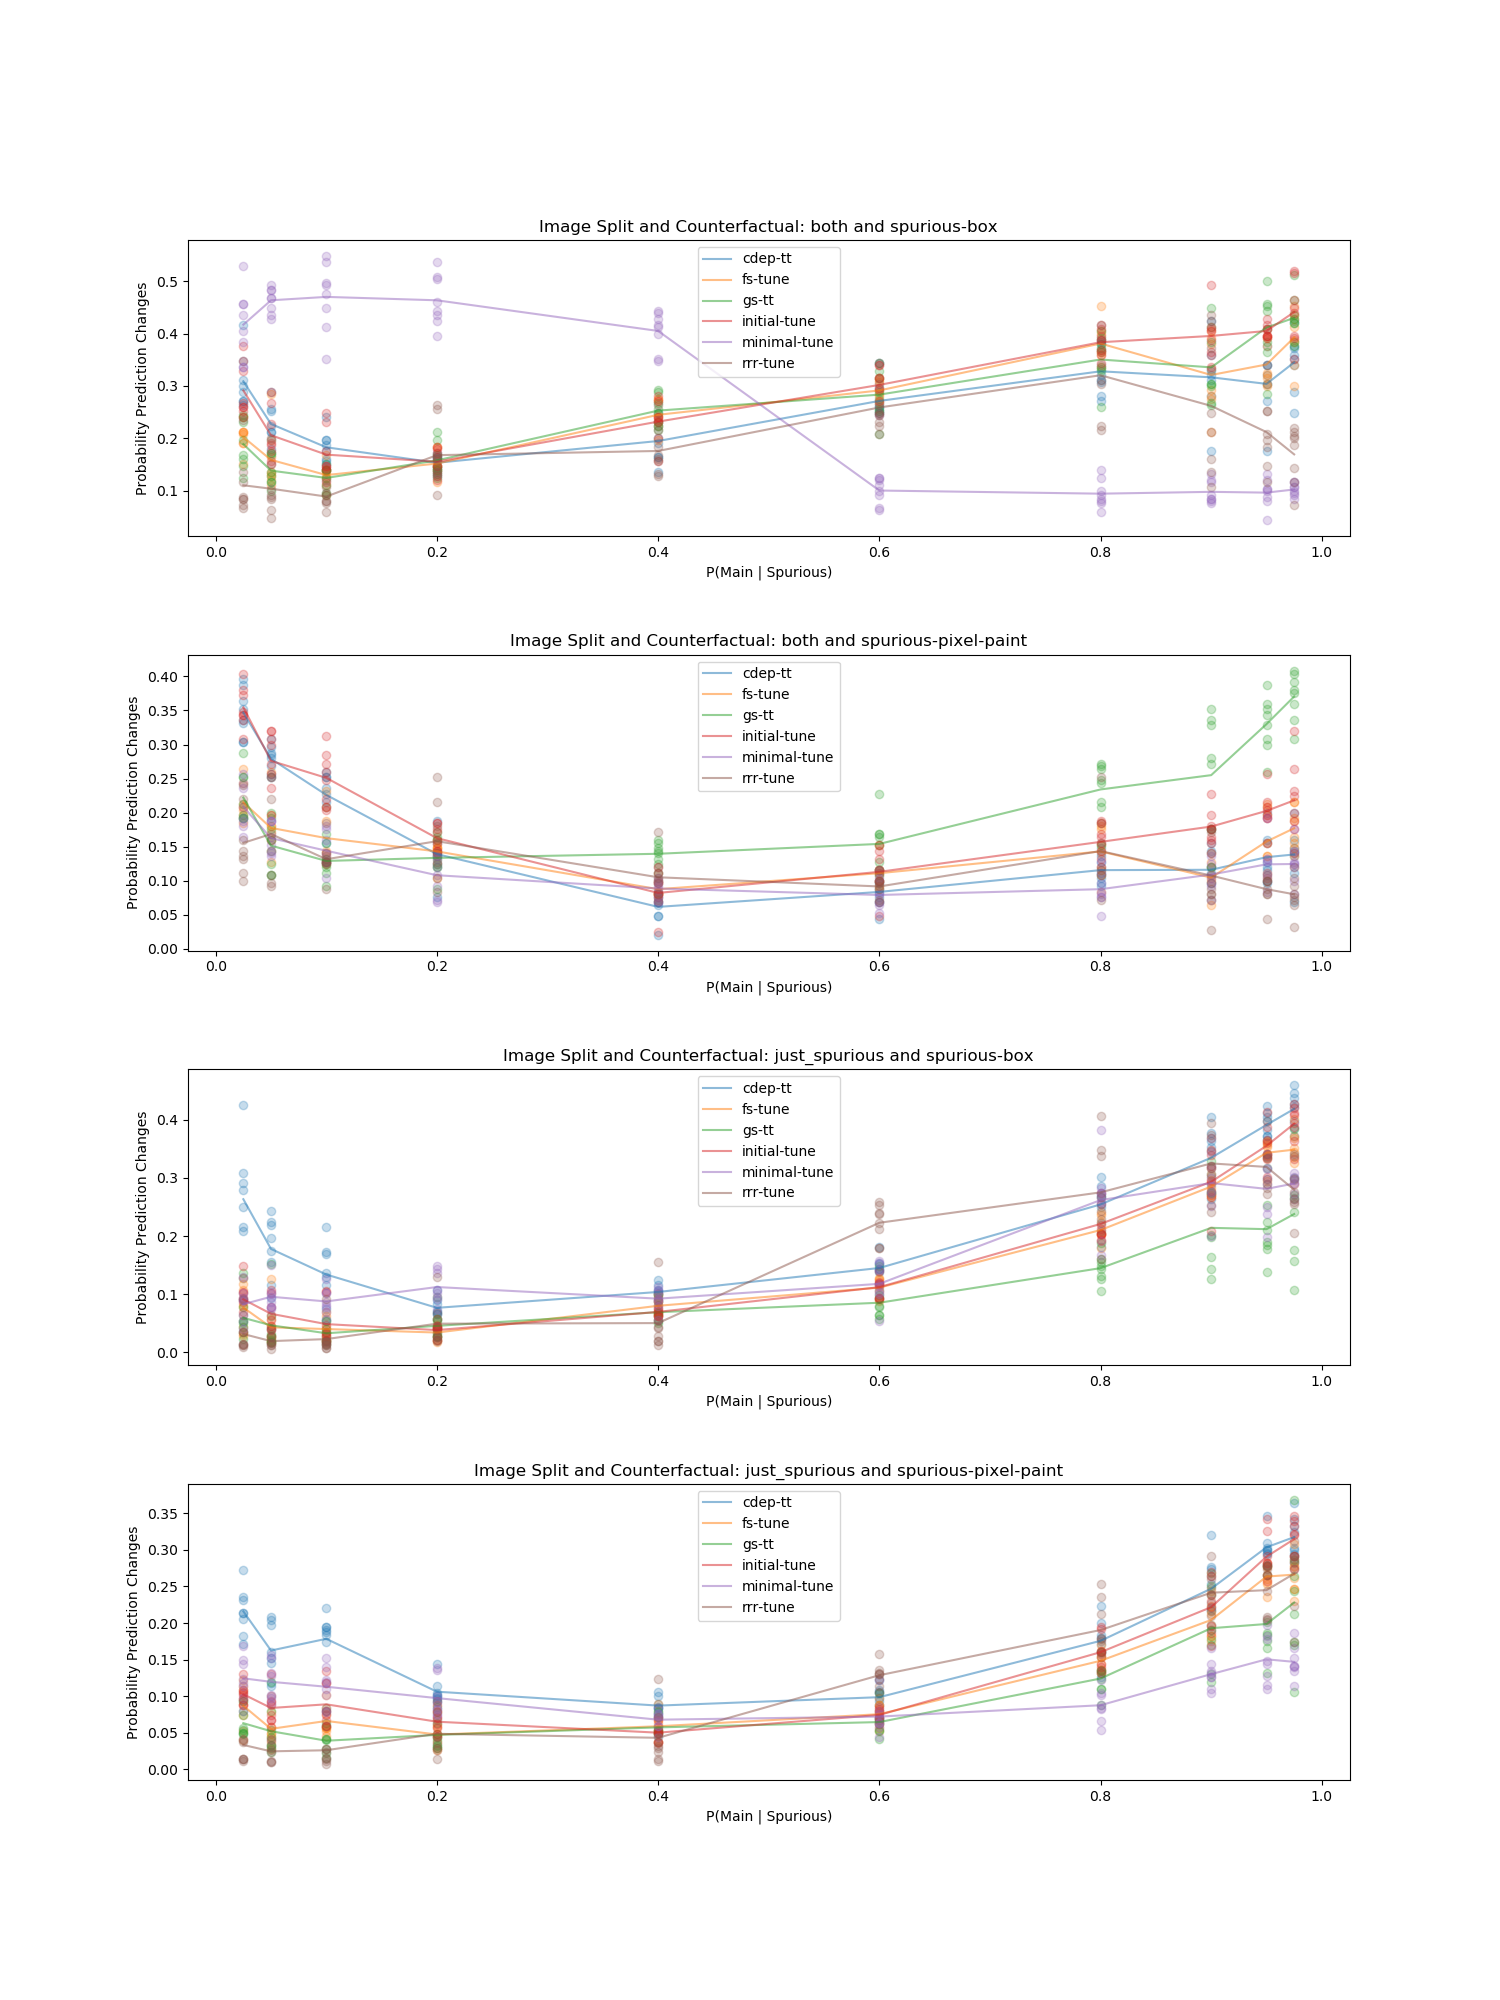 Image Split and Counterfactual: both and spurious-box
Probability Prediction Changes
0.5
0.4
0.3
0.2
0.1
cdep-tt
fs-tune
gs-tt
initial-tune
minimal-tune
rrr-tune
0.0 0.2 0.4 0.6 0.8 1.0
P(Main | Spurious)
Image Split and Counterfactual: both and spurious-pixel-paint
Probability Prediction Changes
0.40
0.35
0.30
0.25
0.20
0.15
0.10
0.05
0.00
cdep-tt
fs-tune
gs-tt
initial-tune
minimal-tune
rrr-tune
0.0 0.2 0.4 0.6 0.8 1.0
P(Main | Spurious)
Image Split and Counterfactual: just_spurious and spurious-box
Probability Prediction Changes
0.4
0.3
0.2
0.1
0.0
cdep-tt
fs-tune
gs-tt
initial-tune
minimal-tune
rrr-tune
0.0 0.2 0.4 0.6 0.8 1.0
P(Main | Spurious)
Image Split and Counterfactual: just_spurious and spurious-pixel-paint
Probability Prediction Changes
0.35
0.30
0.25
0.20
0.15
0.10
0.05
0.00
cdep-tt
fs-tune
gs-tt
initial-tune
minimal-tune
rrr-tune
0.0 0.2 0.4 0.6 0.8 1.0
P(Main | Spurious)